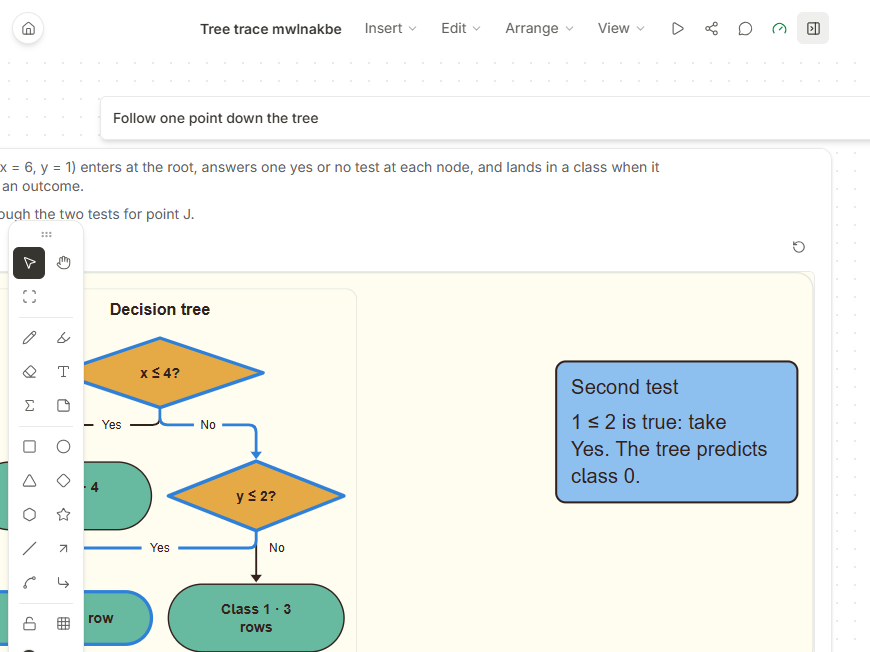 Tree trace mwlnakbe Insert Edit Arrange View
Follow one point down the tree
x = 6, y = 1) enters at the root, answers one yes or no test at each node, and lands in a class when it
an outcome.
ough the two tests for point J.
Decision tree
x ≤ 4?
Yes No
· 4
y ≤ 2?
Yes No
row
Class 1 · 3
rows
Second test
1 ≤ 2 is true: take
Yes. The tree predicts
class 0.